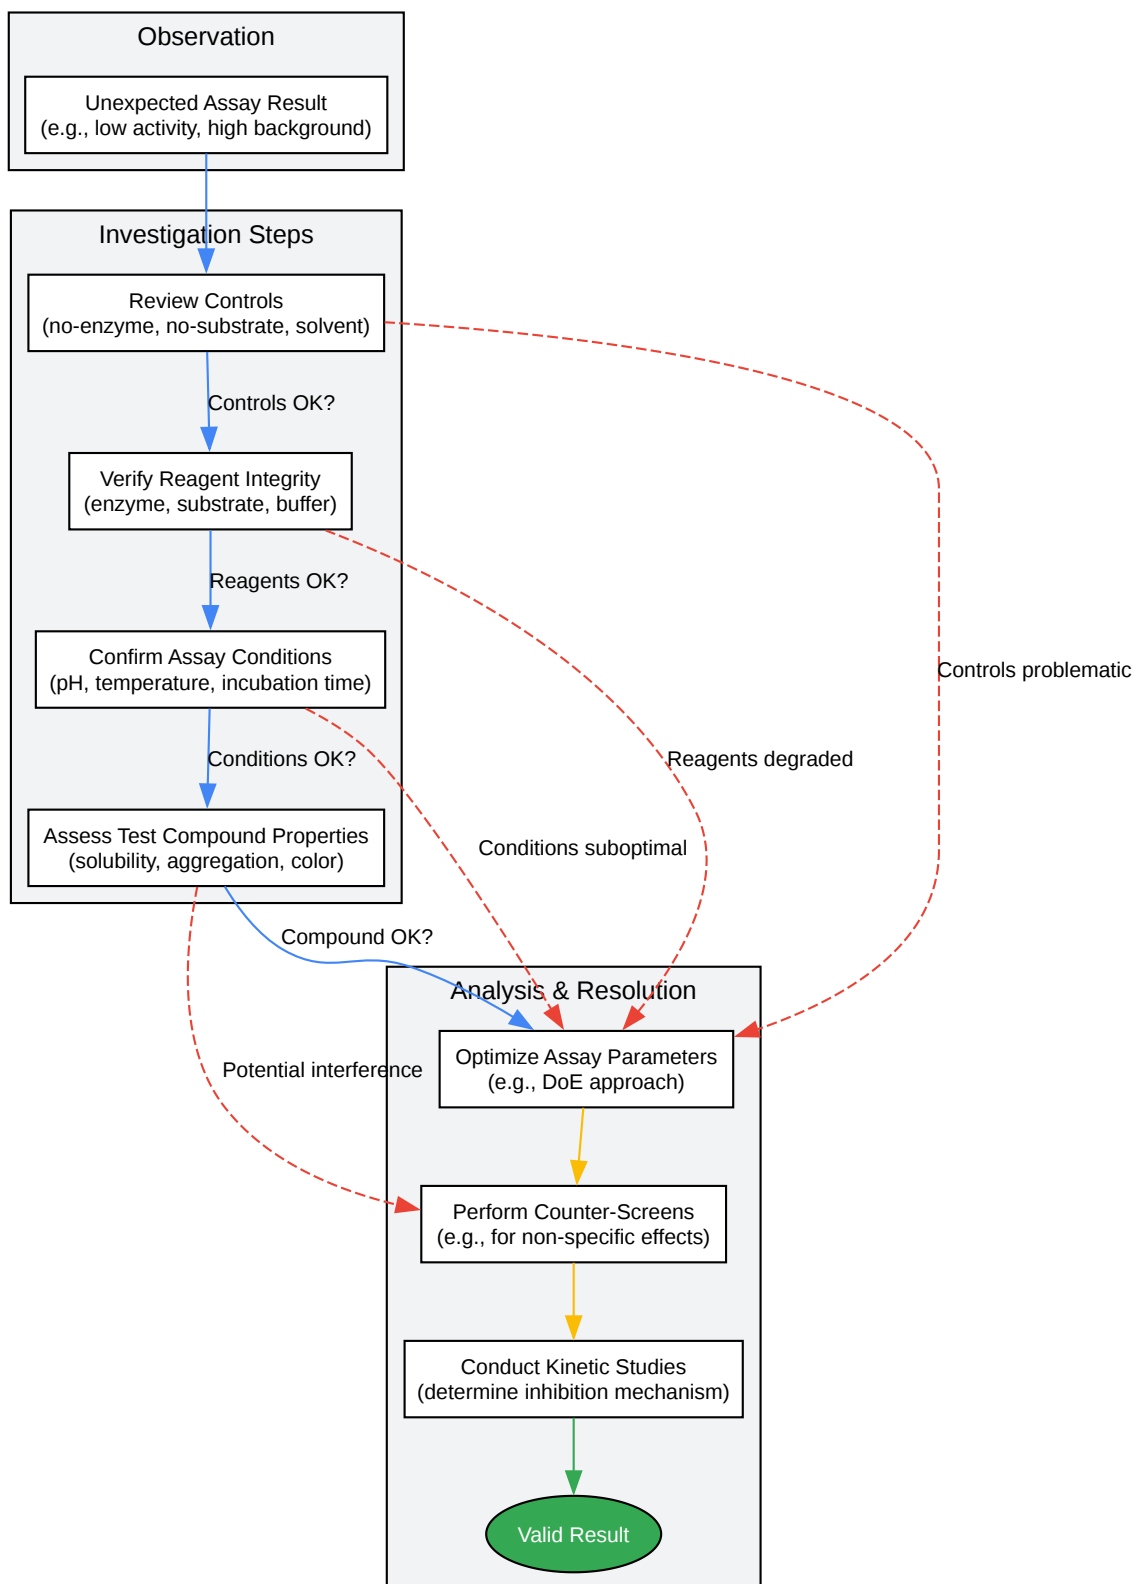 Observation
Unexpected Assay Result
(e.g., low activity, high background)
Investigation Steps
Review Controls
(no-enzyme, no-substrate, solvent)
Controls OK?
Verify Reagent Integrity
(enzyme, substrate, buffer)
Reagents OK?
Confirm Assay Conditions
(pH, temperature, incubation time)
Controls problematic
Conditions OK?
Reagents degraded
Assess Test Compound Properties
(solubility, aggregation, color)
Conditions suboptimal
Compound OK?
Analysis & Resolution
Optimize Assay Parameters
(e.g., DoE approach)
Potential interference
Perform Counter-Screens
(e.g., for non-specific effects)
Conduct Kinetic Studies
(determine inhibition mechanism)
Valid Result